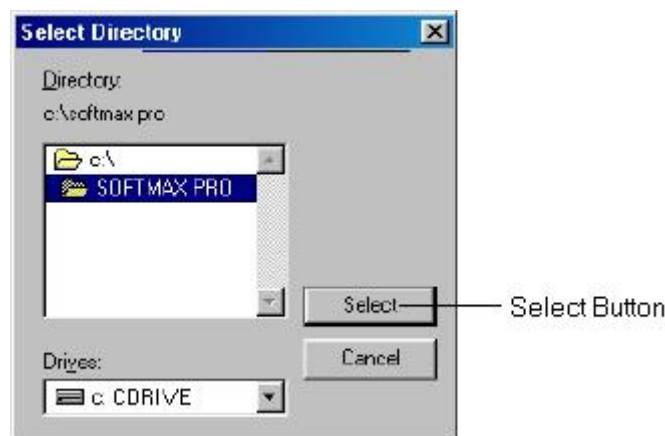 Select Directory
Directory:
c:\softmax pro
c:\
SOFTMAX PRO
Select
Select Button
Cancel
Drives:
c: CDRIVE